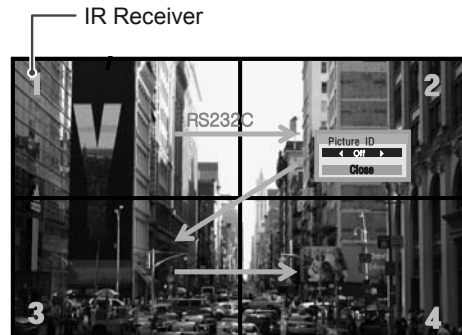 IR Receiver
1
2
RS232C
Picture ID
Off
Close
3
4